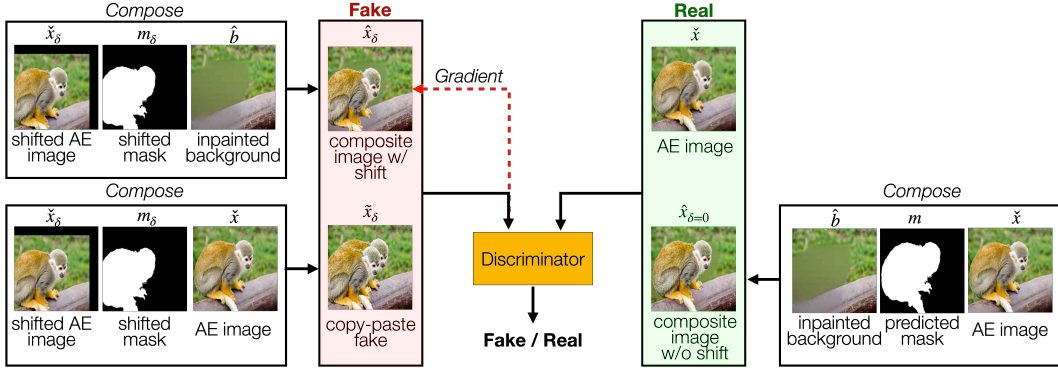 Compose
x̌_δ m_δ b̂
shifted AE image
shifted mask
inpainted background
Compose
x̌_δ m_δ x̌
shifted AE image
shifted mask
AE image
Fake
x̂_δ
composite image w/ shift
x̃_δ
copy-paste fake
Gradient
Discriminator
Fake / Real
Real
x̌
AE image
x̂_δ=0
composite image w/o shift
Compose
b̂ m x̌
inpainted background
predicted mask
AE image